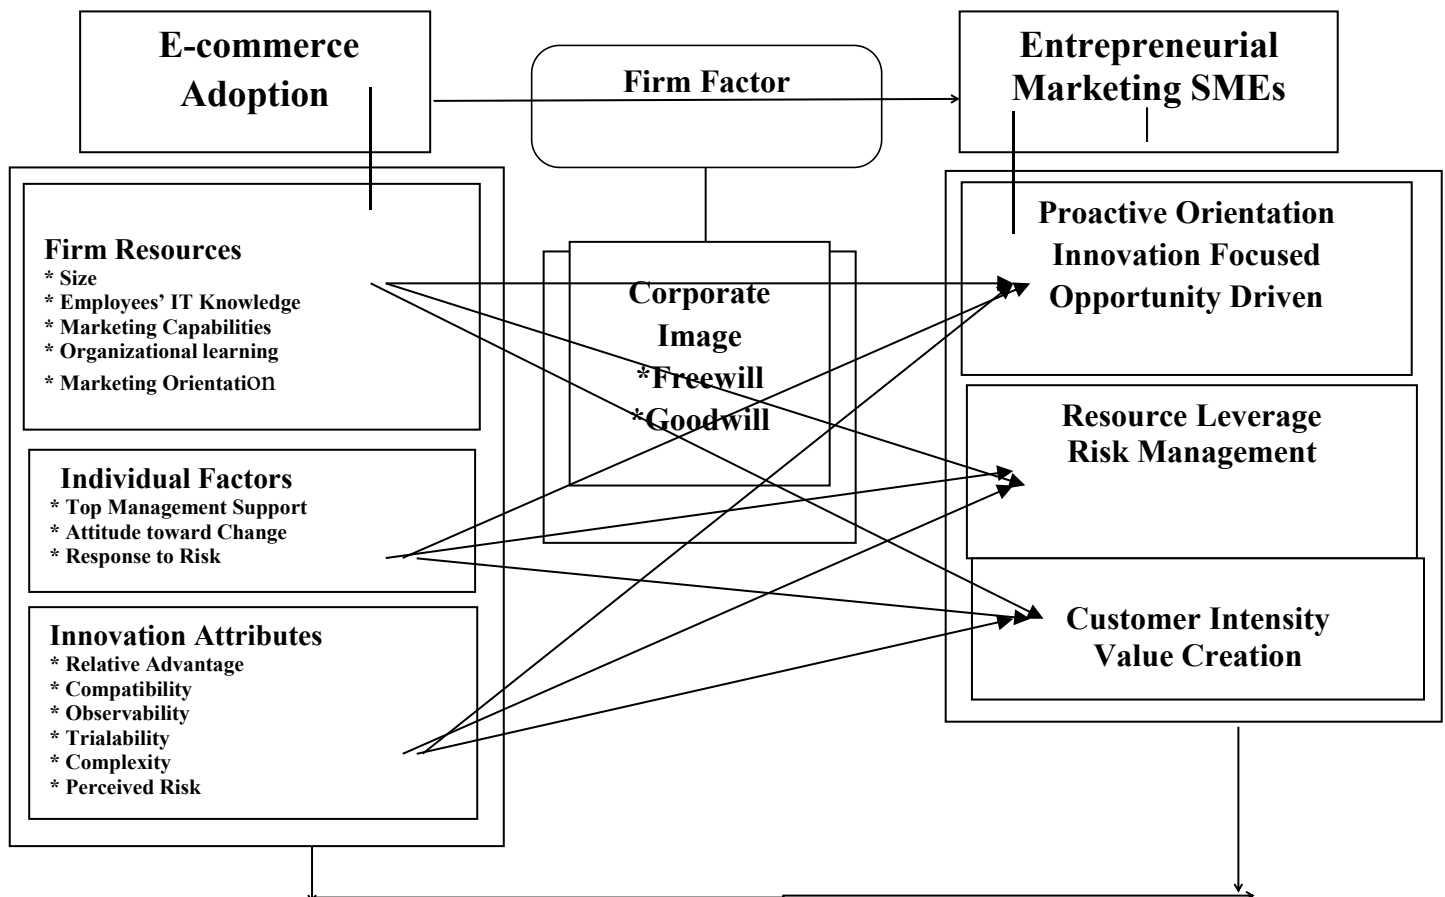 E-commerce
Adoption
Firm Factor
Entrepreneurial
Marketing SMEs
Firm Resources
* Size
* Employees’ IT Knowledge
* Marketing Capabilities
* Organizational learning
* Marketing Orientation
Individual Factors
* Top Management Support
* Attitude toward Change
* Response to Risk
Innovation Attributes
* Relative Advantage
* Compatibility
* Observability
* Trialability
* Complexity
* Perceived Risk
Corporate
Image
*Freewill
*Goodwill
Proactive Orientation
Innovation Focused
Opportunity Driven
Resource Leverage
Risk Management
Customer Intensity
Value Creation